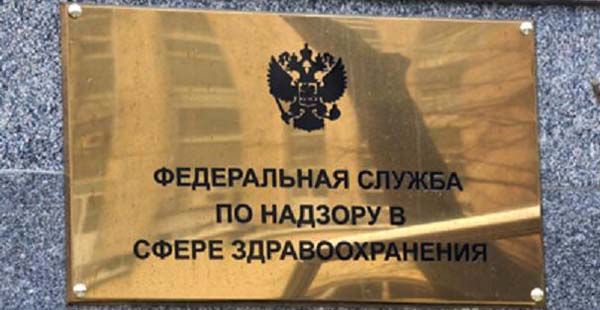 ФЕДЕРАЛЬНАЯ СЛУЖБА
ПО НАДЗОРУ В
СФЕРЕ ЗДРАВООХРАНЕНИЯ